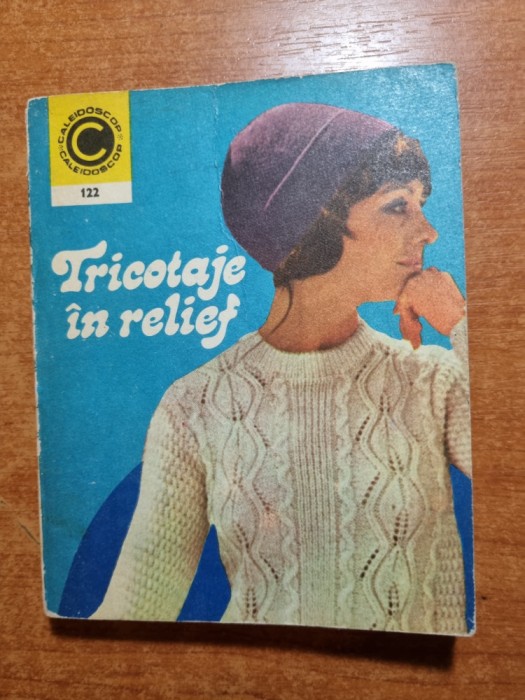 CALEIDOSCOP
C
CALEIDOSCOP
122
Tricotaje
în relief